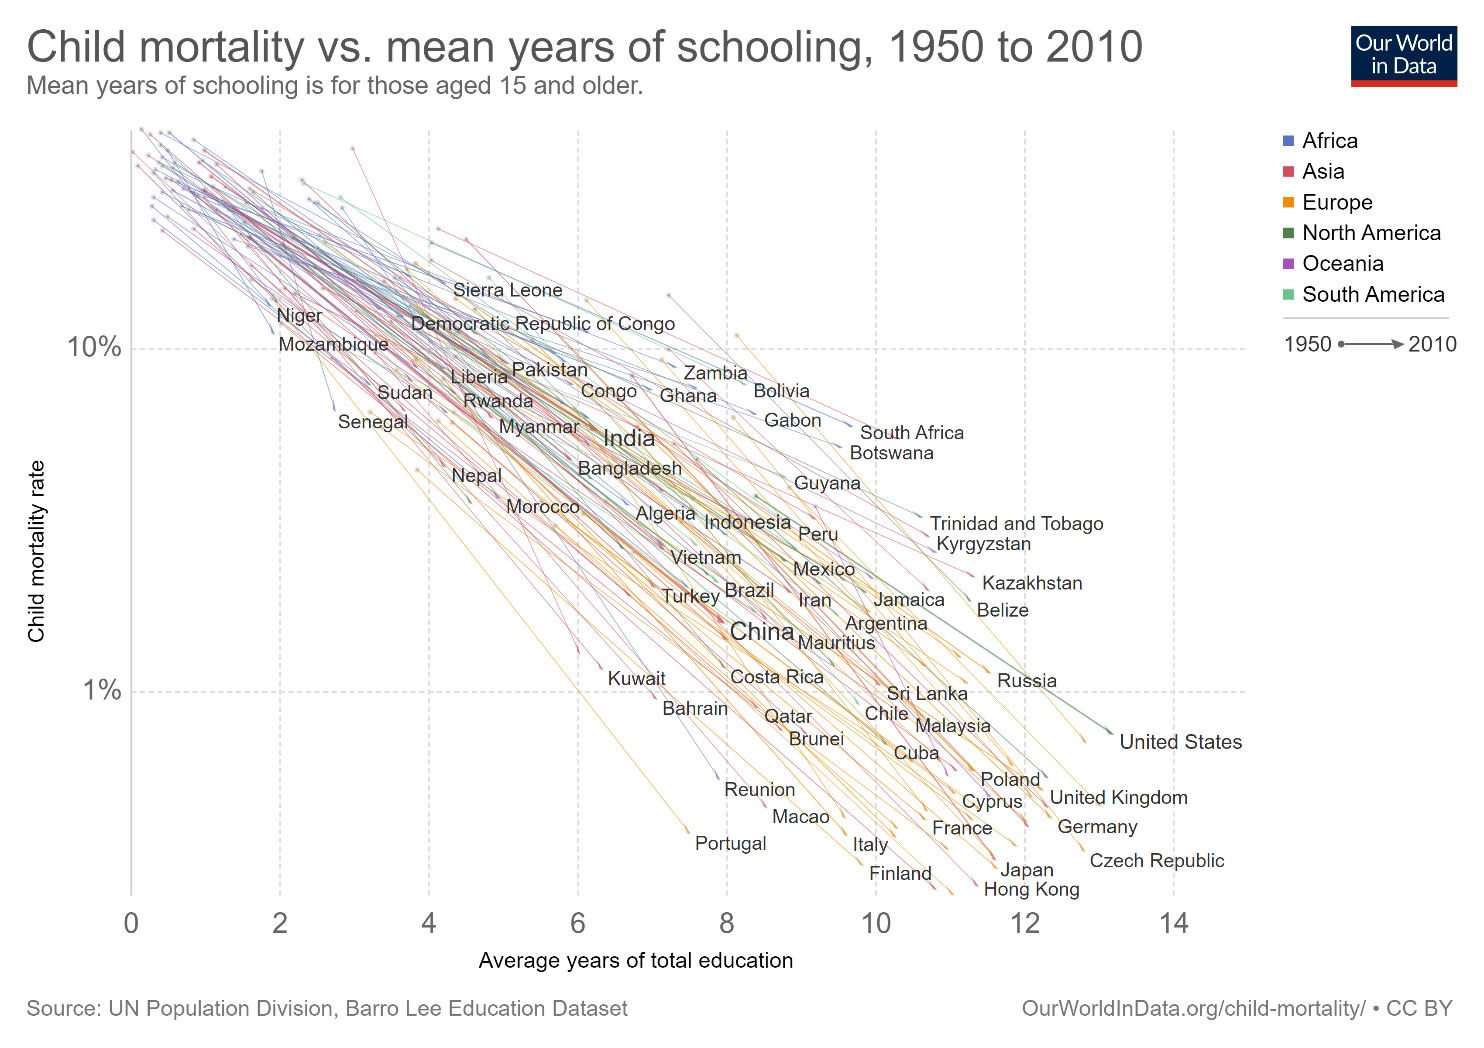 Child mortality vs. mean years of schooling, 1950 to 2010
Mean years of schooling is for those aged 15 and older.
Our World
in Data
Africa
Asia
Europe
North America
Oceania
South America
1950
2010
Child mortality rate
10%
1%
Sierra Leone
Niger
Democratic Republic of Congo
Mozambique
Pakistan
Zambia
Liberia
Sudan
Congo
Bolivia
Ghana
Rwanda
Senegal
Gabon
Myanmar
South Africa
India
Botswana
Bangladesh
Nepal
Guyana
Morocco
Algeria
Indonesia
Trinidad and Tobago
Peru
Kyrgyzstan
Vietnam
Mexico
Kazakhstan
Brazil
Turkey
Iran
Jamaica
Belize
Argentina
China
Mauritius
Costa Rica
Kuwait
Russia
Sri Lanka
Bahrain
Qatar
Chile
Malaysia
Brunei
United States
Cuba
Poland
Reunion
Cyprus
United Kingdom
Macao
France
Germany
Portugal
Italy
Czech Republic
Finland
Japan
Hong Kong
0
2
4
6
8
10
12
14
Average years of total education
Source: UN Population Division, Barro Lee Education Dataset
OurWorldInData.org/child-mortality/ • CC BY